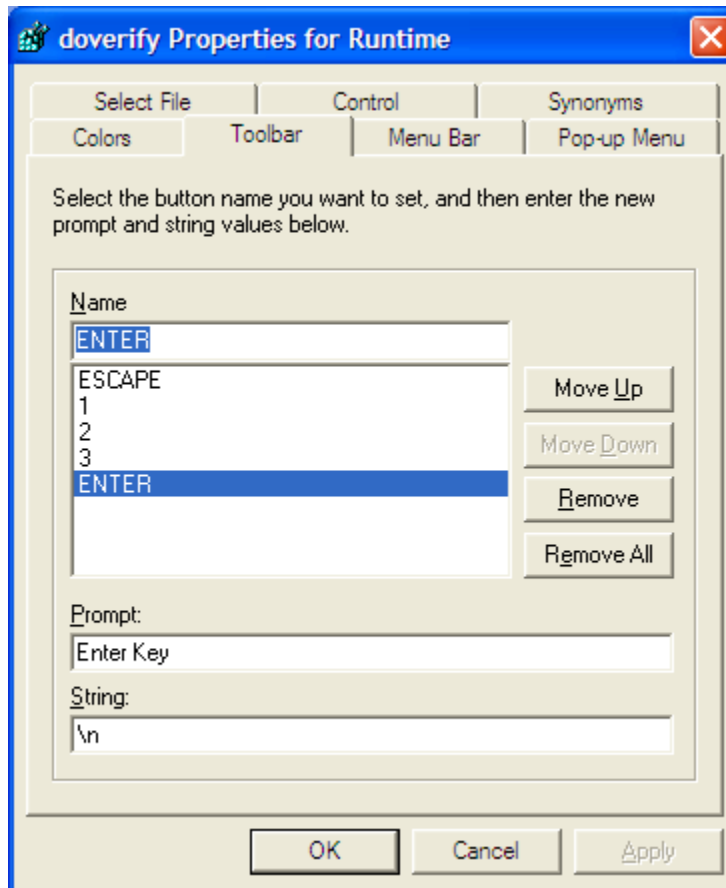 doverify Properties for Runtime
Select File Control Synonyms
Colors Toolbar Menu Bar Pop-up Menu
Select the button name you want to set, and then enter the new
prompt and string values below.
Name
ENTER
ESCAPE
1
2
3
ENTER
Move Up
Move Down
Remove
Remove All
Prompt:
Enter Key
String:
\n
OK Cancel Apply